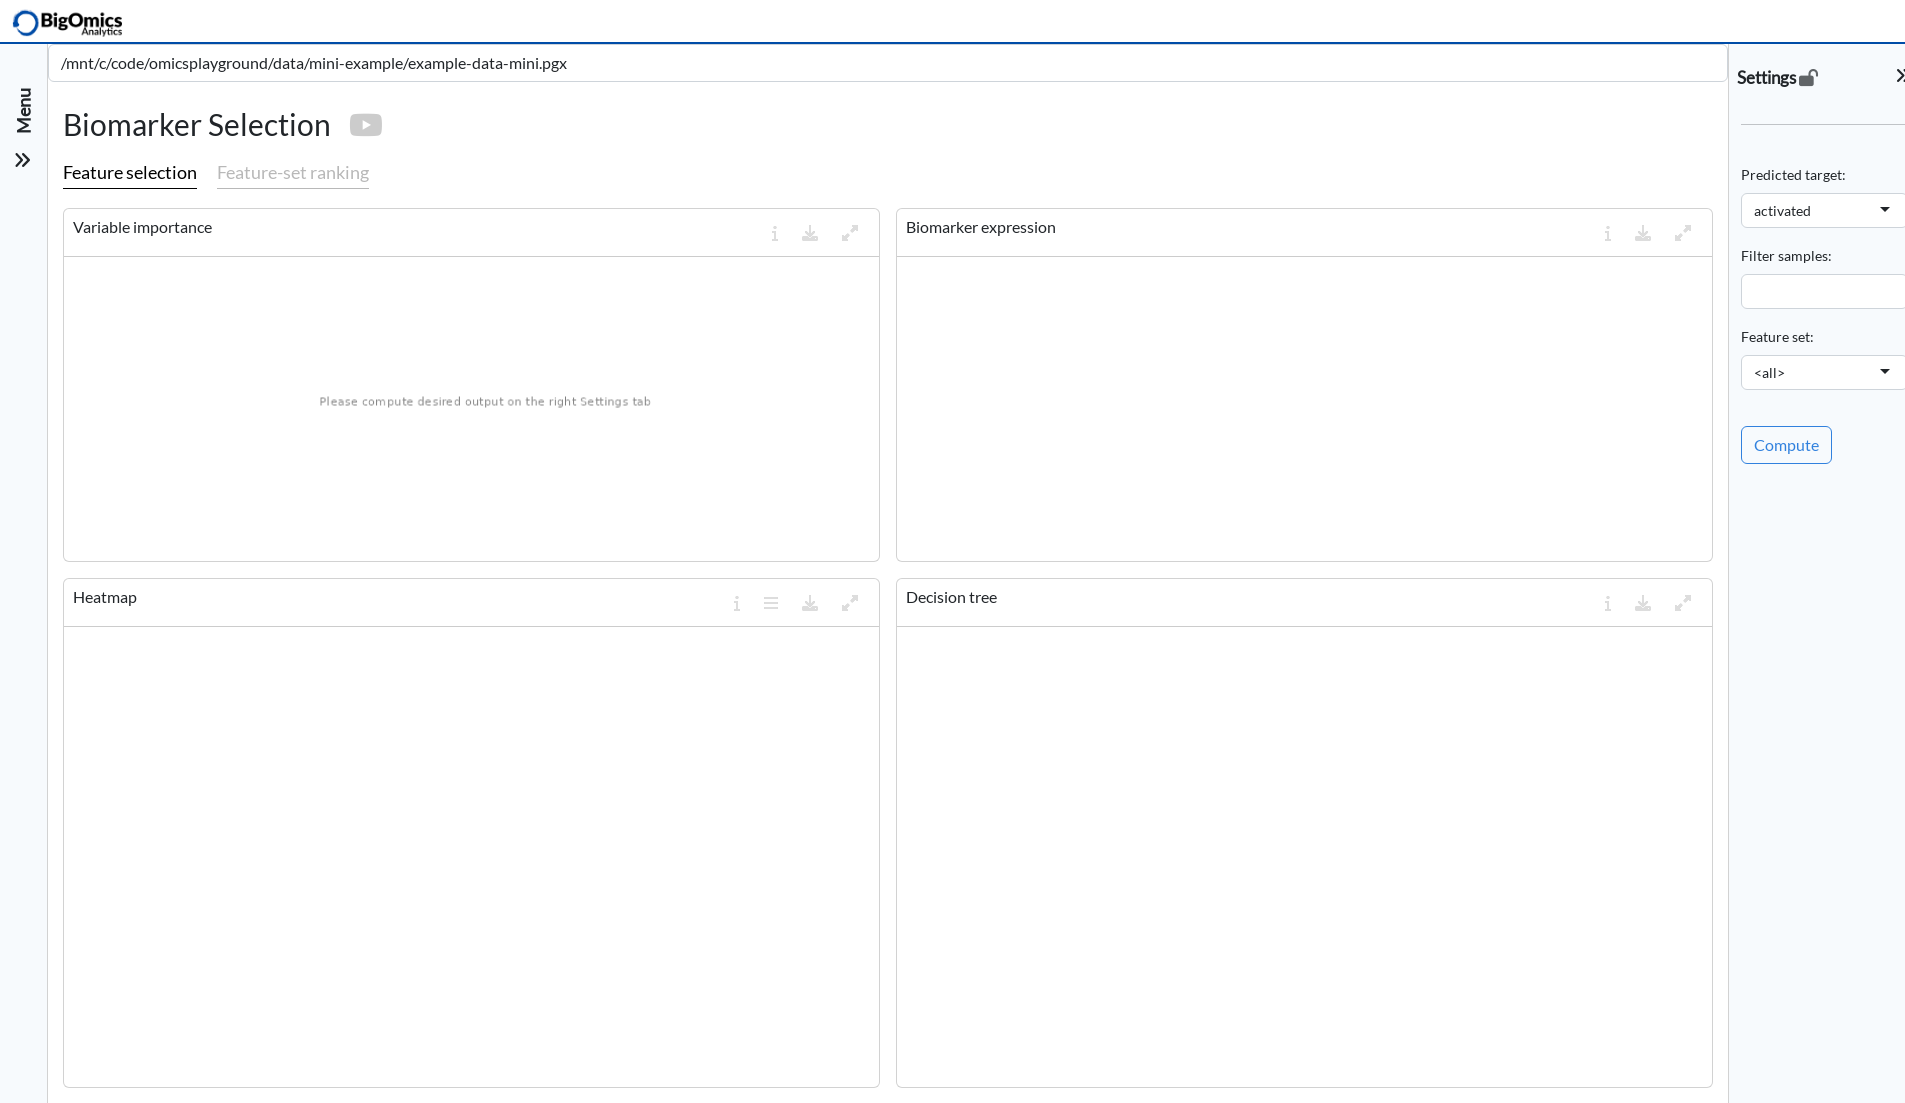 BigOmics
Analytics
/mnt/c/code/omicsplayground/data/mini-example/example-data-mini.pgx
Menu
Biomarker Selection
Feature selection
Feature-set ranking
Variable importance
Please compute desired output on the right Settings tab
Biomarker expression
Heatmap
Decision tree
Settings
Predicted target:
activated
Filter samples:
Feature set:
<all>
Compute